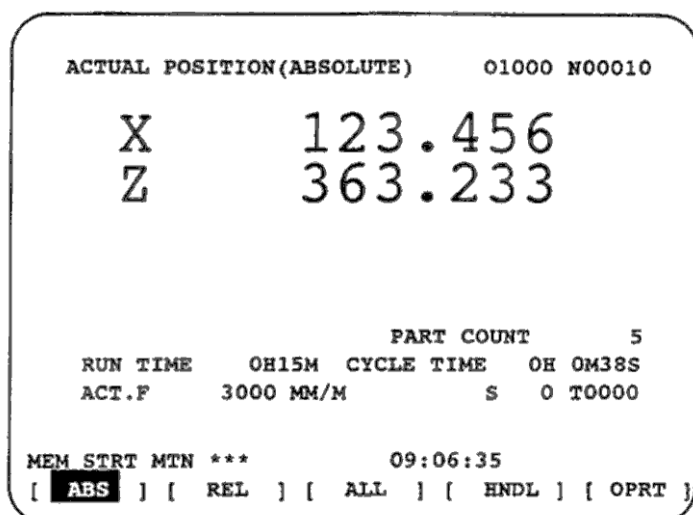 ACTUAL POSITION(ABSOLUTE) O1000 N00010
X 123.456
Z 363.233
PART COUNT 5
RUN TIME 0H15M CYCLE TIME 0H 0M38S
ACT.F 3000 MM/M S 0 T0000
MEM STRT MTN *** 09:06:35
[ ABS ] [ REL ] [ ALL ] [ HNDL ] [ OPRT ]